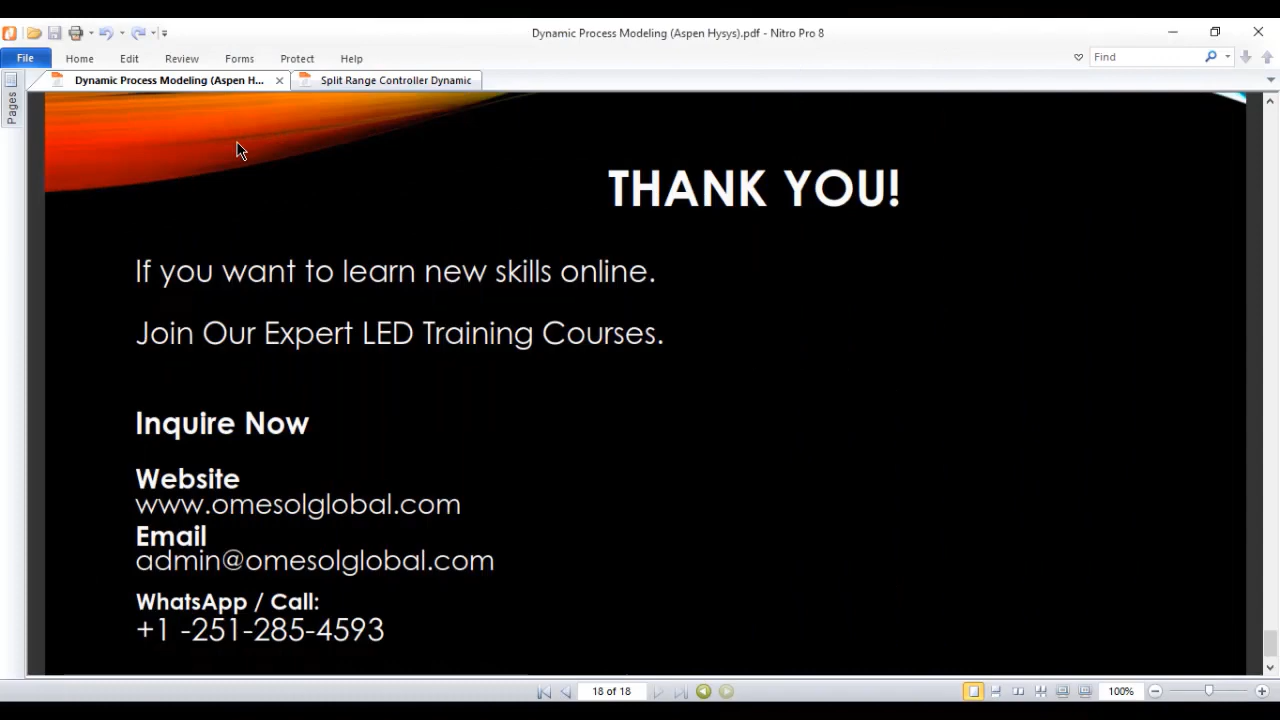 Dynamic Process Modeling (Aspen Hysys).pdf - Nitro Pro 8
File Home Edit Review Forms Protect Help
Find
Dynamic Process Modeling (Aspen H...
Split Range Controller Dynamic
Pages
THANK YOU!
If you want to learn new skills online.
Join Our Expert LED Training Courses.
Inquire Now
Website
www.omesolglobal.com
Email
admin@omesolglobal.com
WhatsApp / Call:
+1 -251-285-4593
18 of 18
100%